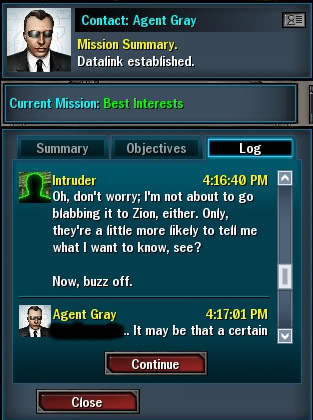 Contact: Agent Gray
Mission Summary.
Datalink established.
Current Mission: Best Interests
Summary
Objectives
Log
Intruder 4:16:40 PM
Oh, don't worry; I'm not about to go
blabbing it to Zion, either. Only,
they're a little more likely to tell me
what I want to know, see?
Now, buzz off.
Agent Gray 4:17:01 PM
.. It may be that a certain
Continue
Close